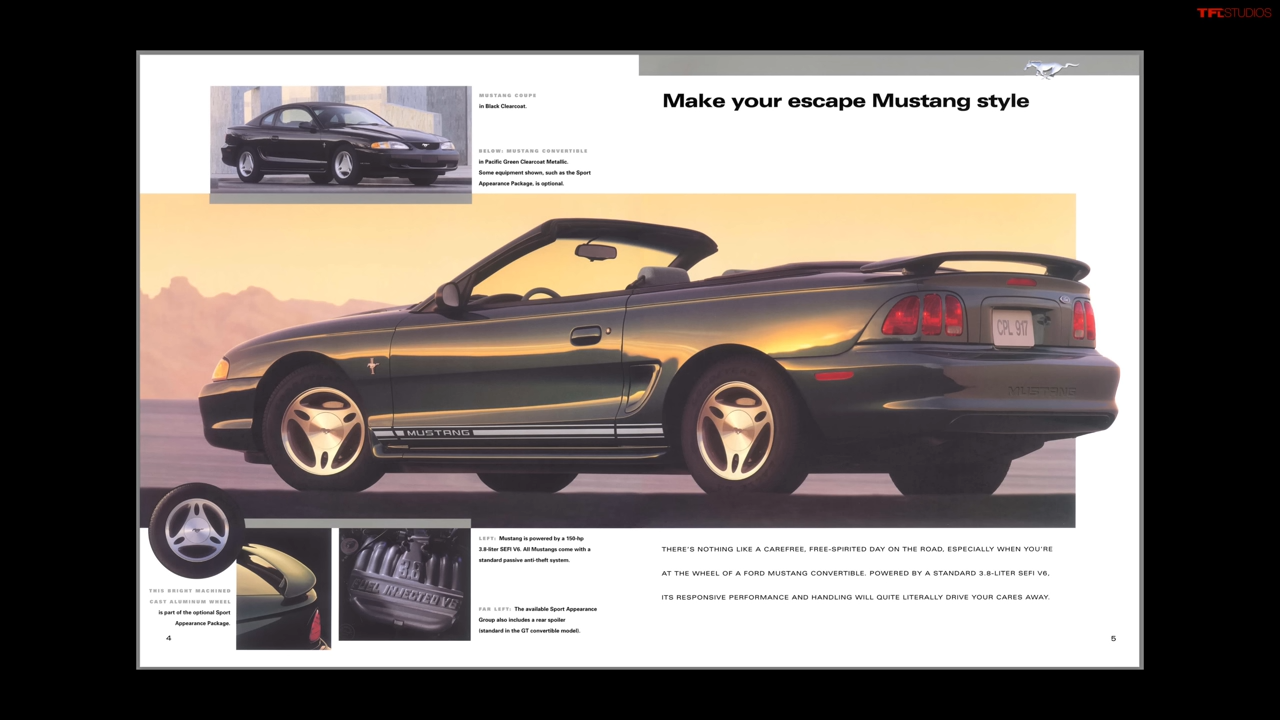 TFLSTUDIOS
MUSTANG COUPE
in Black Clearcoat.
BELOW: MUSTANG CONVERTIBLE
in Pacific Green Clearcoat Metallic.
Some equipment shown, such as the Sport
Appearance Package, is optional.
Make your escape Mustang style
CPL 917
MUSTANG
MUSTANG
THIS BRIGHT MACHINED
CAST ALUMINUM WHEEL
is part of the optional Sport
Appearance Package.
4
FUEL INJECTED V6
LEFT: Mustang is powered by a 150-hp
3.8-liter SEFI V6. All Mustangs come with a
standard passive anti-theft system.
FAR LEFT: The available Sport Appearance
Group also includes a rear spoiler
(standard in the GT convertible model).
THERE'S NOTHING LIKE A CAREFREE, FREE-SPIRITED DAY ON THE ROAD, ESPECIALLY WHEN YOU'RE
AT THE WHEEL OF A FORD MUSTANG CONVERTIBLE. POWERED BY A STANDARD 3.8-LITER SEFI V6,
ITS RESPONSIVE PERFORMANCE AND HANDLING WILL QUITE LITERALLY DRIVE YOUR CARES AWAY.
5